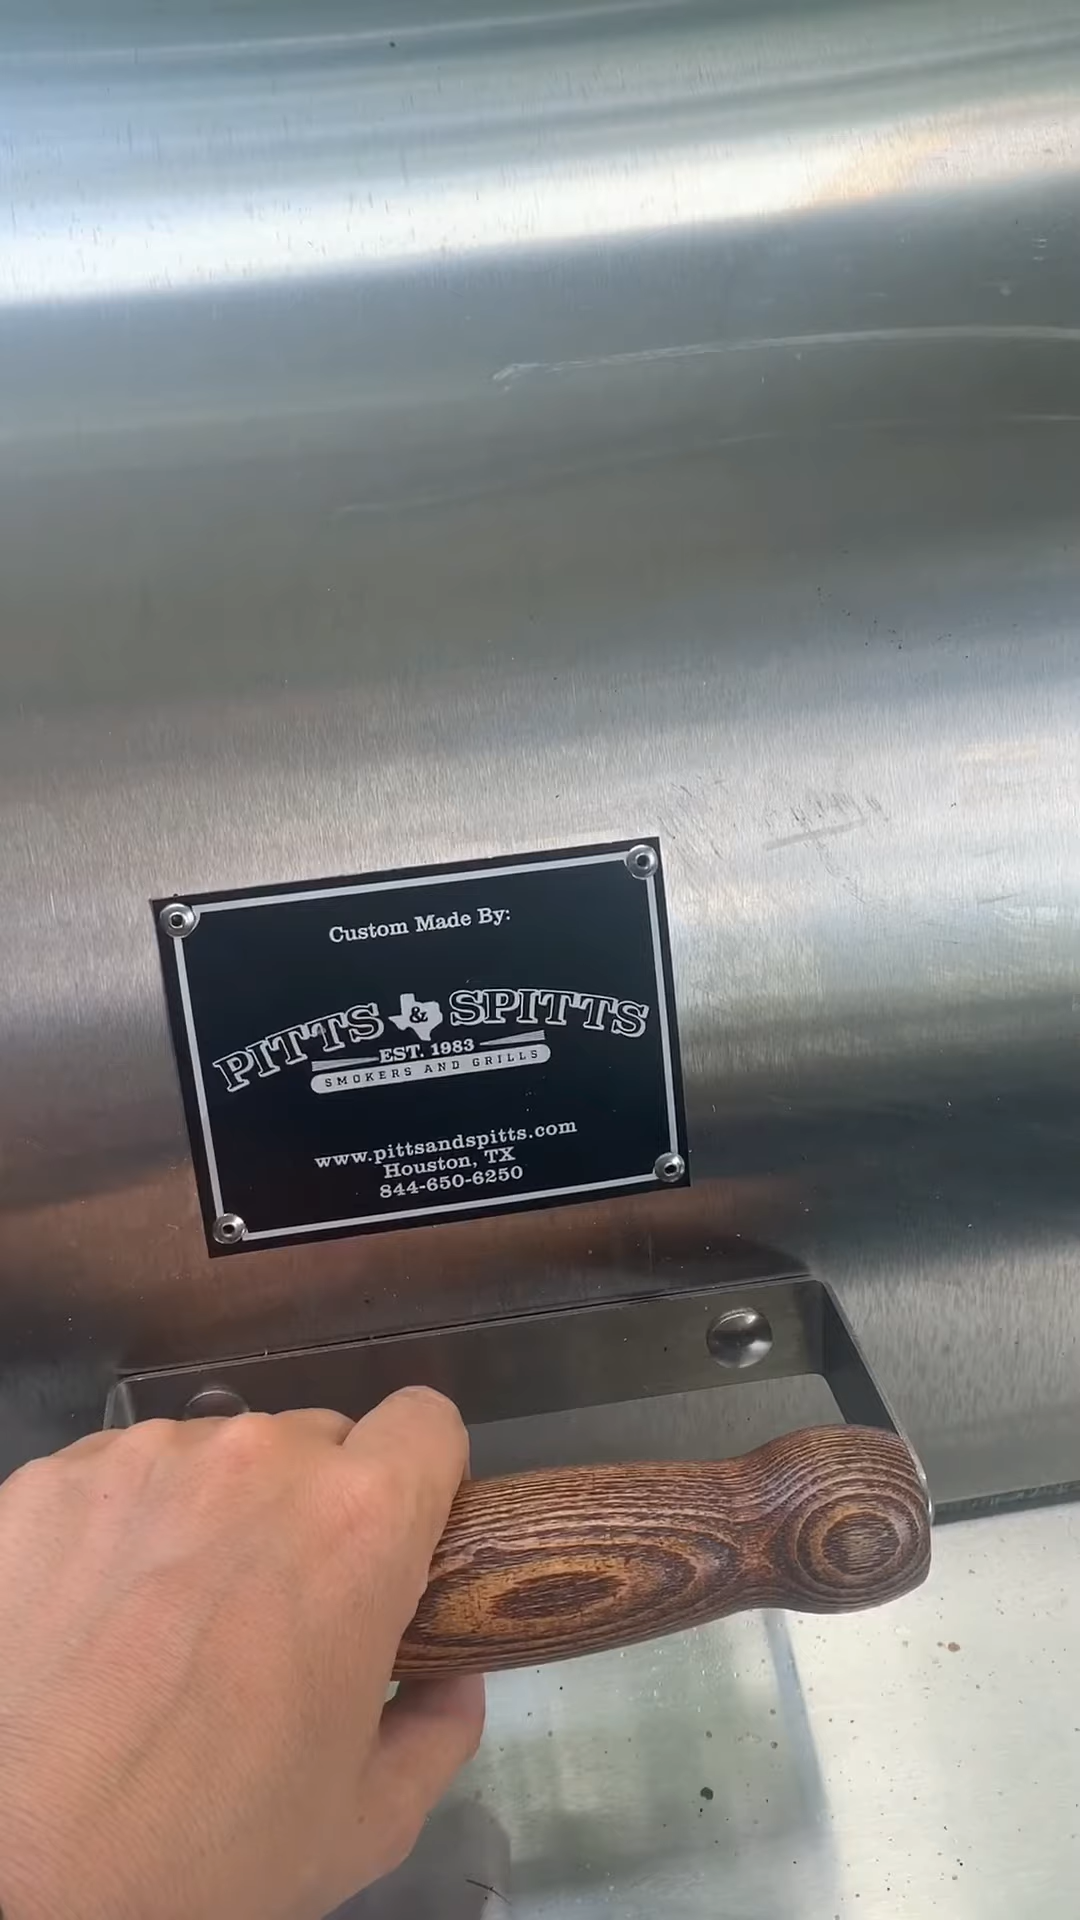 Custom Made By:
PITTS & SPITTS
EST. 1983
SMOKERS AND GRILLS
www.pittsandspitts.com
Houston, TX
844-650-6250